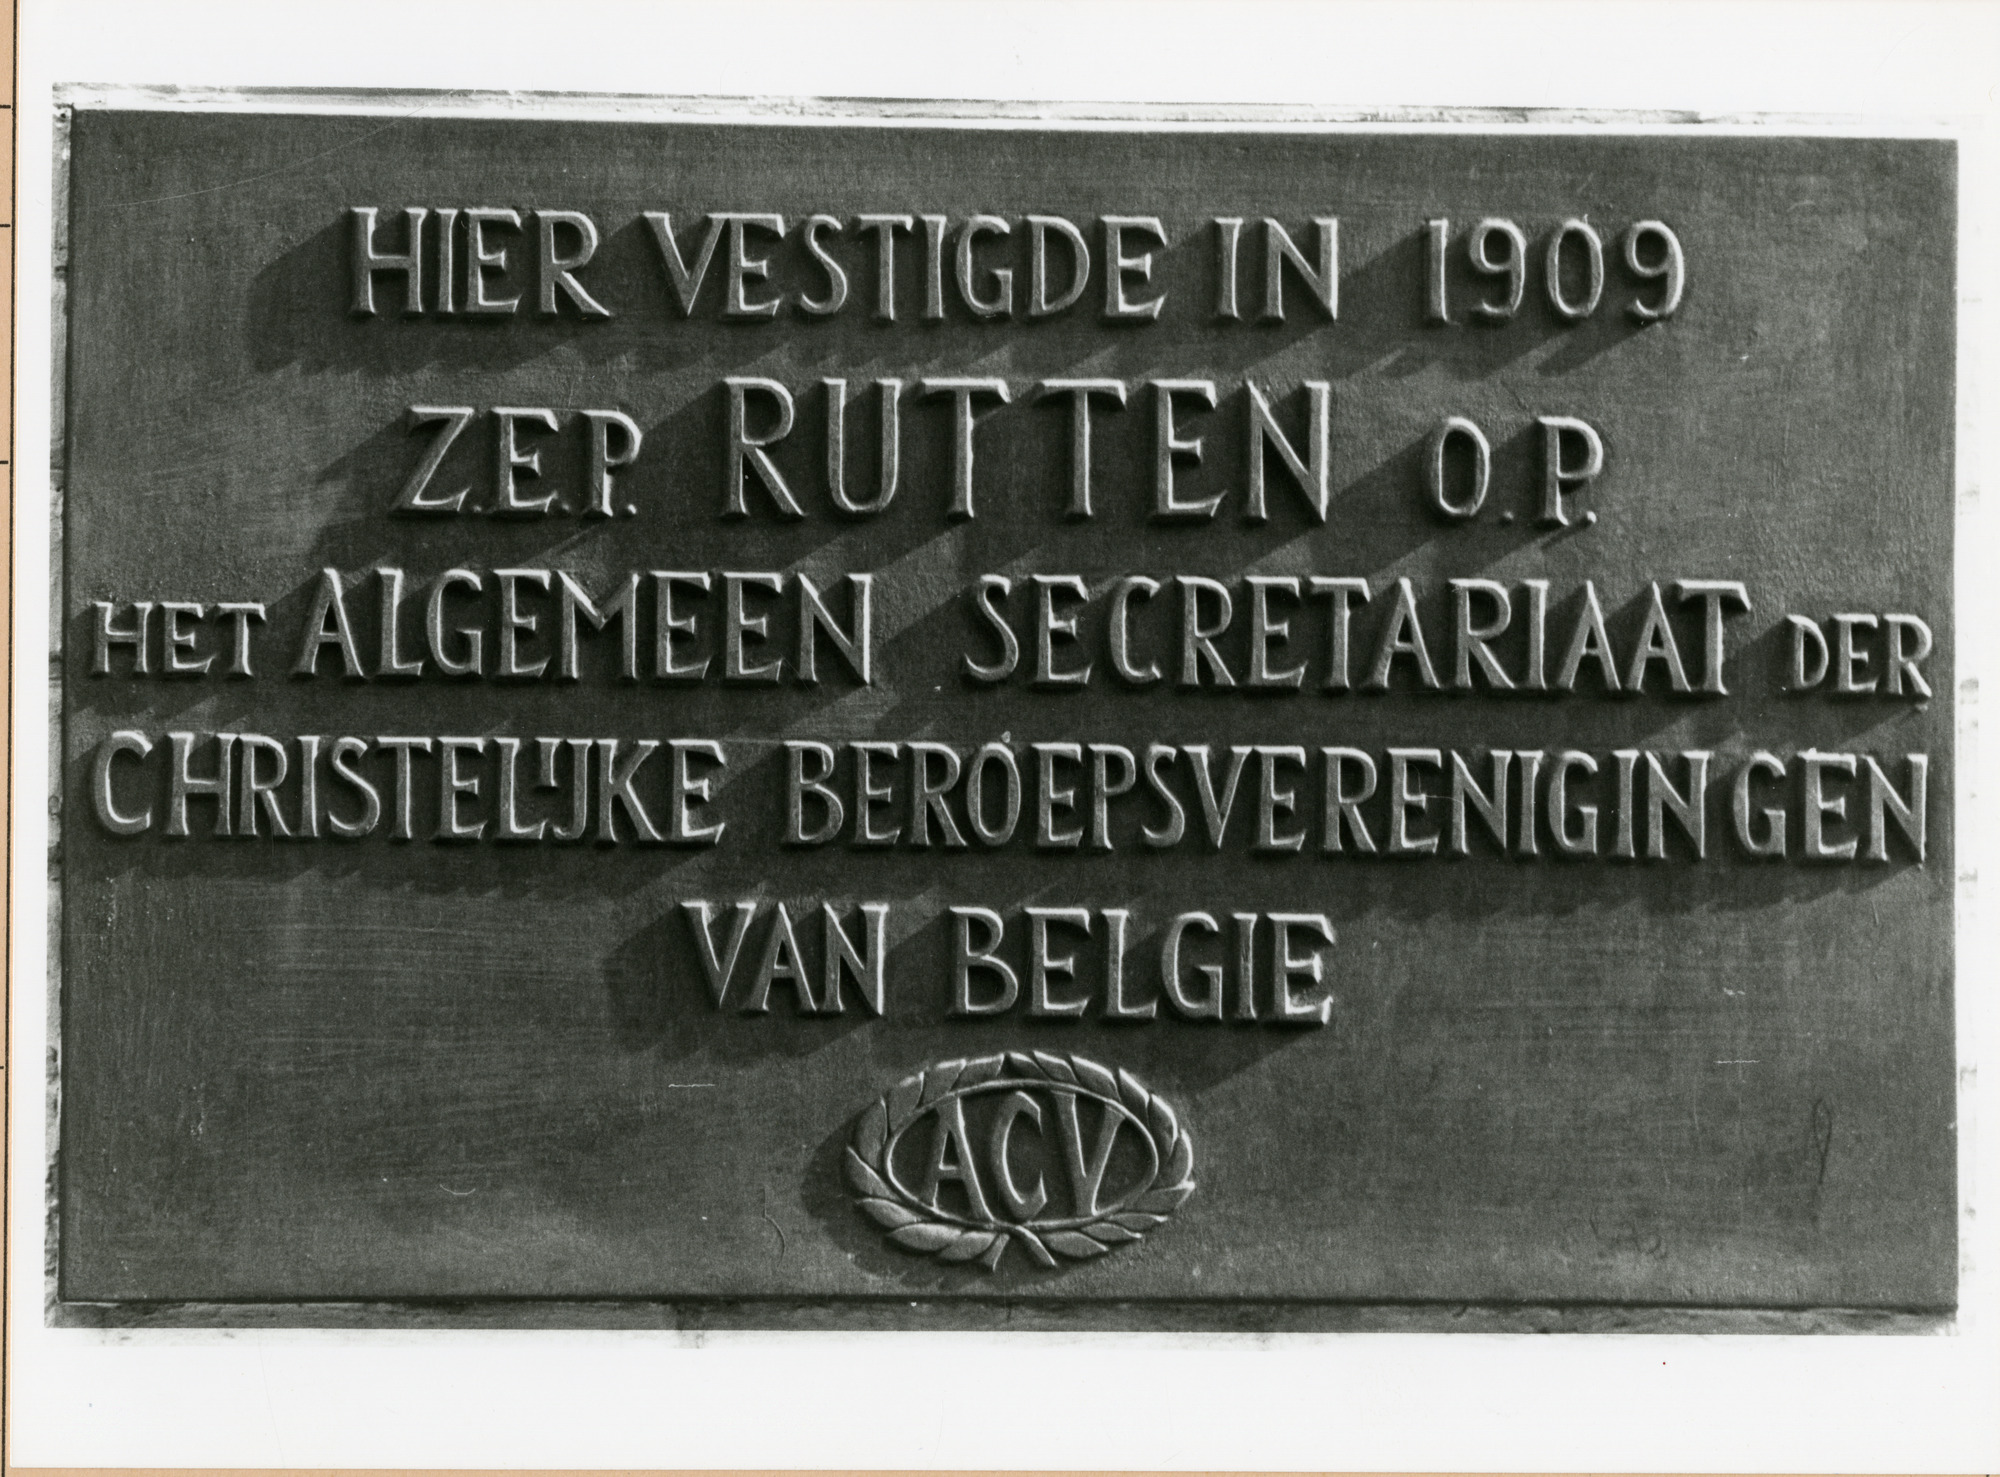 HIER VESTIGDE IN 1909
Z.E.P. RUTTEN O.P.
HET ALGEMEEN SECRETARIAAT DER
CHRISTELIJKE BEROEPSVERENIGINGEN
VAN BELGIE
ACV